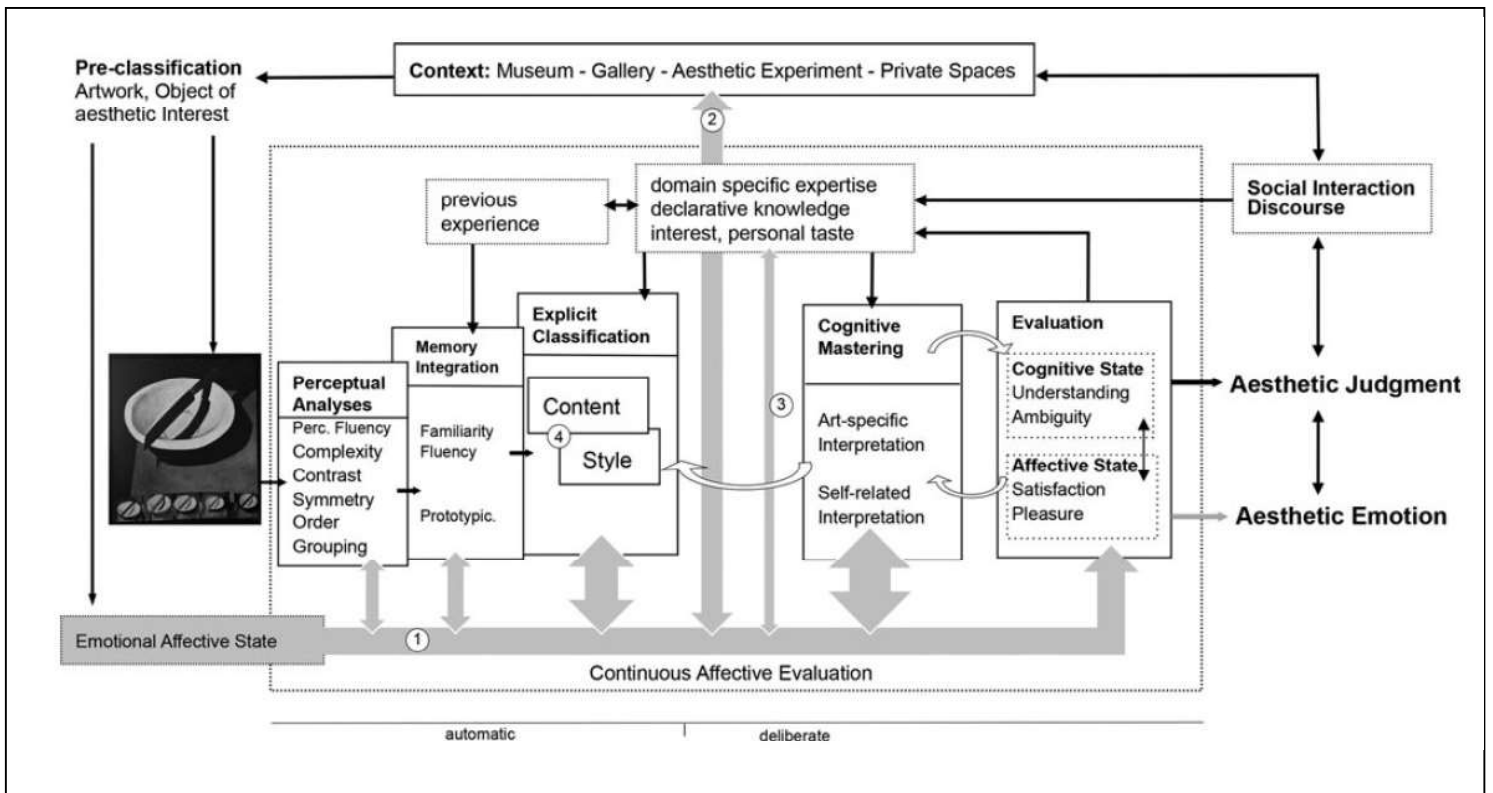 Pre-classification
Artwork, Object of
aesthetic Interest
Context: Museum - Gallery - Aesthetic Experiment - Private Spaces
2
previous
experience
domain specific expertise
declarative knowledge
interest, personal taste
Social Interaction
Discourse
Perceptual
Analyses
Perc. Fluency
Complexity
Contrast
Symmetry
Order
Grouping
Memory
Integration
Familiarity
Fluency
Prototypic.
Explicit
Classification
Content
4
Style
3
Cognitive
Mastering
Art-specific
Interpretation
Self-related
Interpretation
Evaluation
Cognitive State
Understanding
Ambiguity
Affective State
Satisfaction
Pleasure
Aesthetic Judgment
Aesthetic Emotion
Emotional Affective State
1
Continuous Affective Evaluation
automatic
deliberate